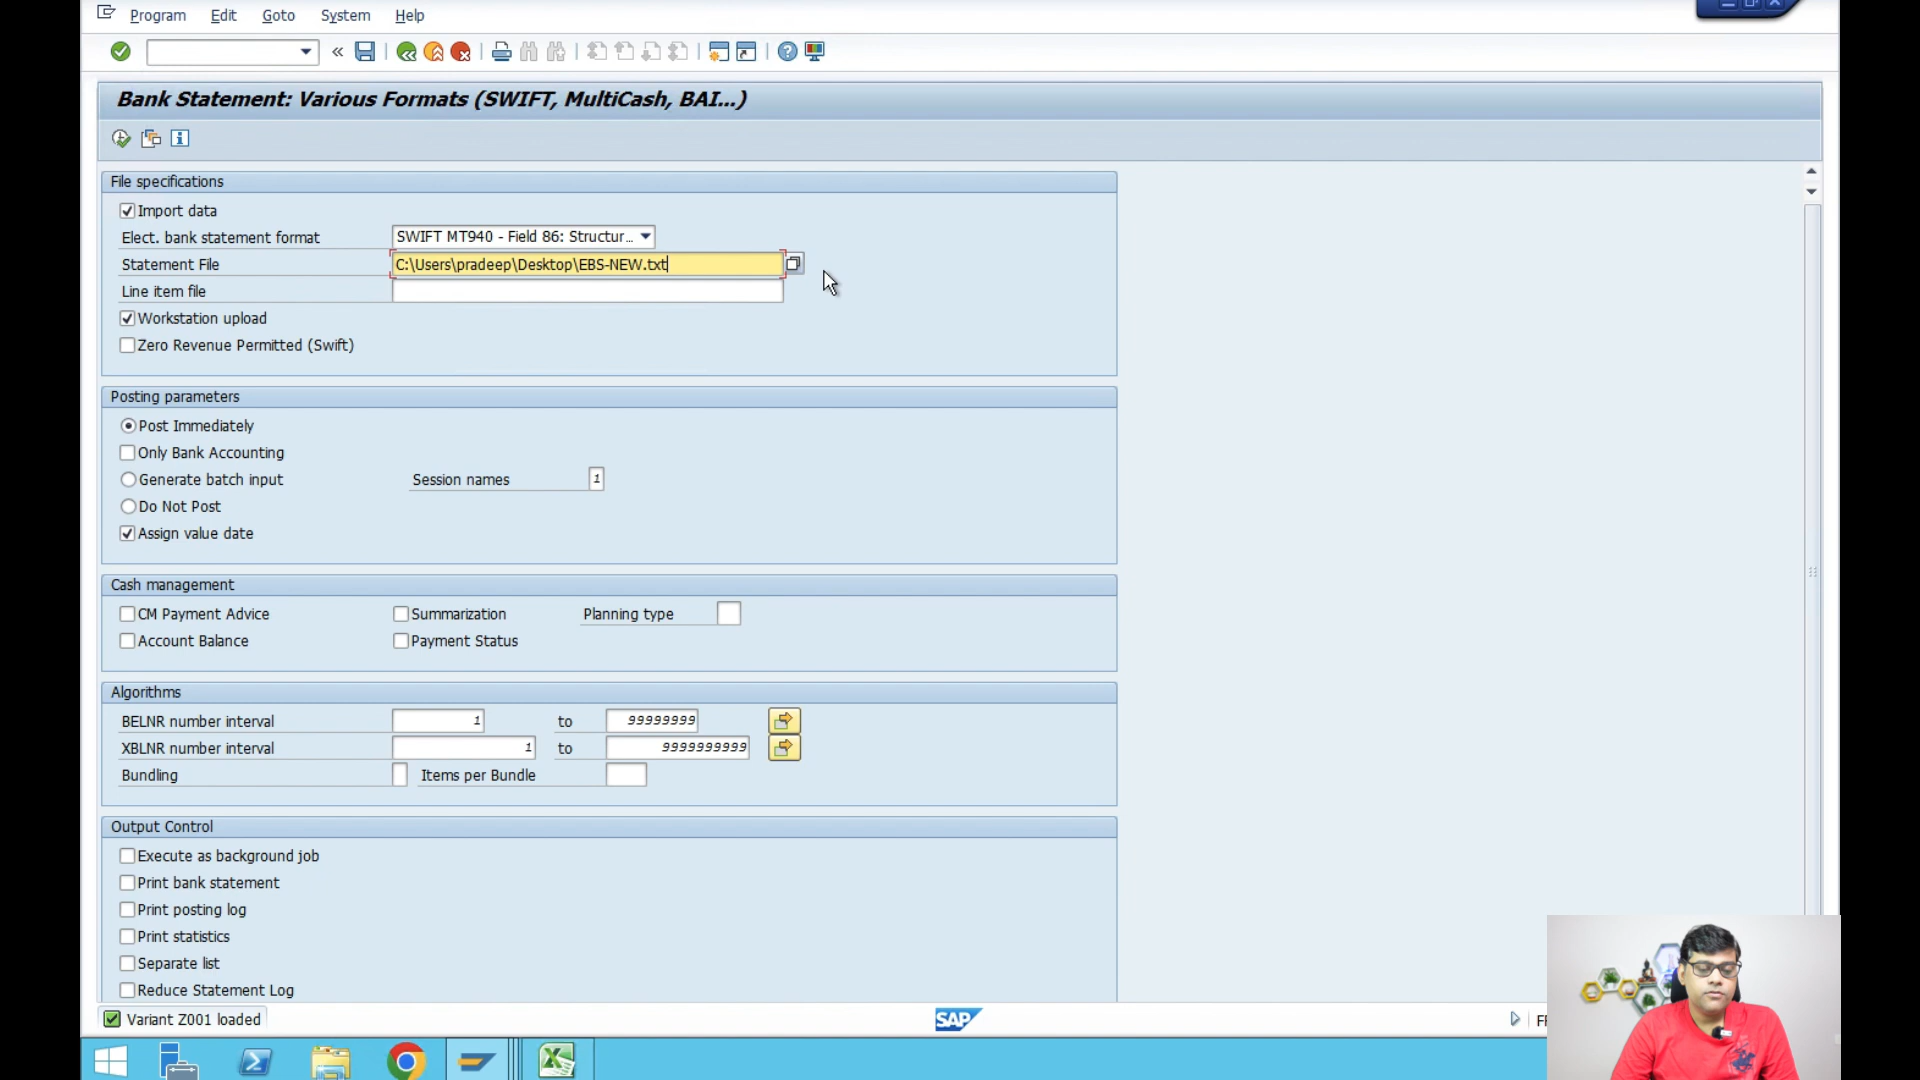 Program Edit Goto System Help
Bank Statement: Various Formats (SWIFT, MultiCash, BAI...)
File specifications
Import data
Elect. bank statement format SWIFT MT940 - Field 86: Structur...
Statement File C:\Users\pradeep\Desktop\EBS-NEW.txt
Line item file
Workstation upload
Zero Revenue Permitted (Swift)
Posting parameters
Post Immediately
Only Bank Accounting
Generate batch input Session names 1
Do Not Post
Assign value date
Cash management
CM Payment Advice Summarization Planning type
Account Balance Payment Status
Algorithms
BELNR number interval 1 to 99999999
XBLNR number interval 1 to 9999999999
Bundling Items per Bundle
Output Control
Execute as background job
Print bank statement
Print posting log
Print statistics
Separate list
Reduce Statement Log
Variant Z001 loaded SAP